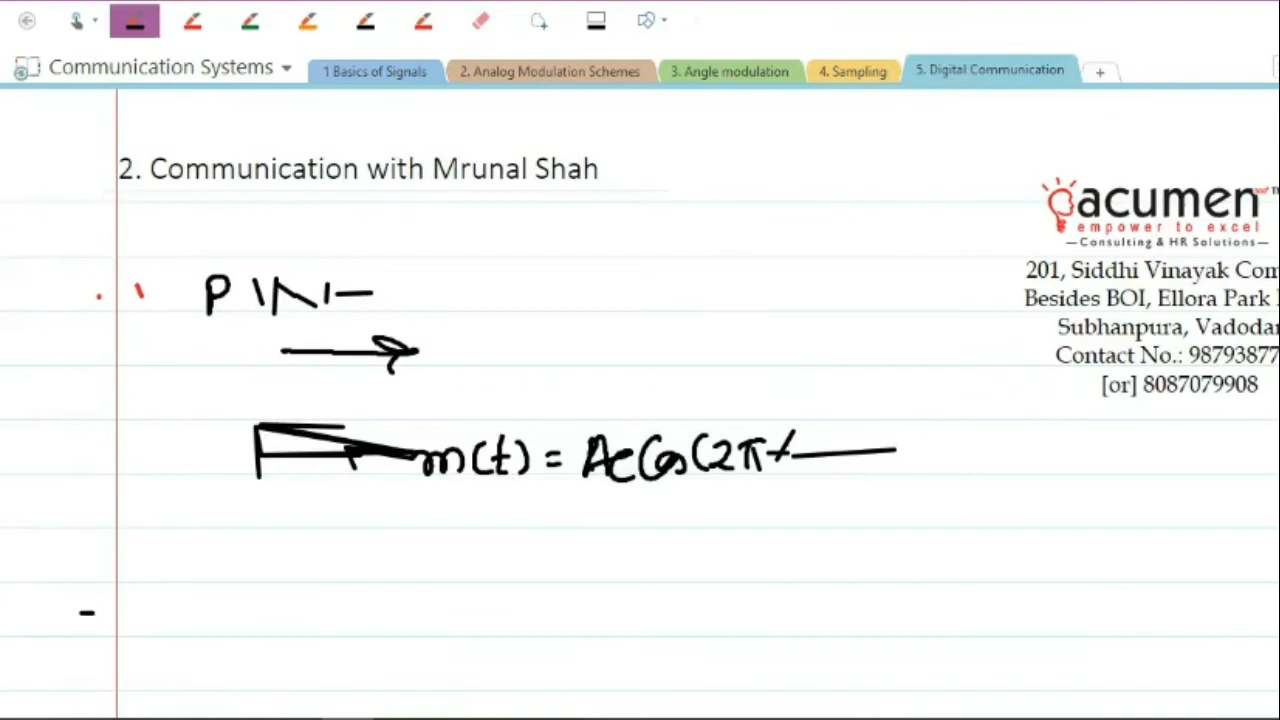 Communication Systems
1 Basics of Signals
2. Analog Modulation Schemes
3. Angle modulation
4. Sampling
5. Digital Communication
2. Communication with Mrunal Shah
acumen
empower to excel
—Consulting & HR Solutions—
201, Siddhi Vinayak Com
Besides BOI, Ellora Park
Subhanpura, Vadodar
Contact No.: 98793877
[or] 8087079908
m(t) = Ac Cos(2π